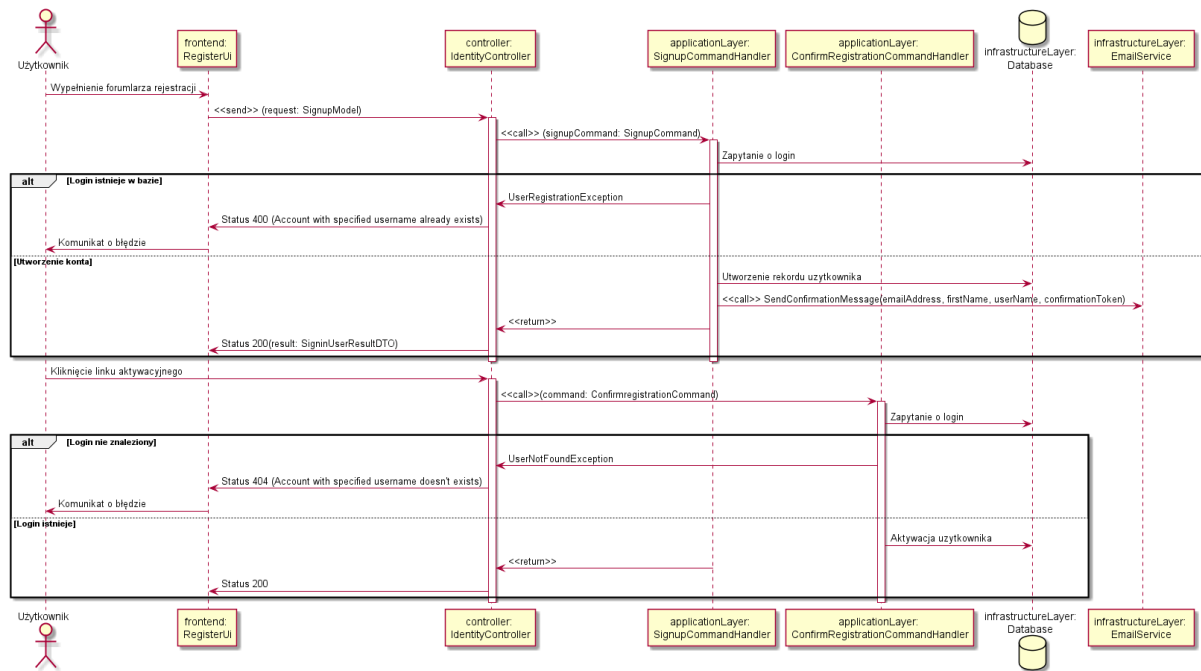 Użytkownik
frontend:
RegisterUi
controller:
IdentityController
applicationLayer:
SignupCommandHandler
applicationLayer:
ConfirmRegistrationCommandHandler
infrastructureLayer:
Database
infrastructureLayer:
EmailService
Wypełnienie forumlarza rejestracji
<<send>> (request: SignupModel)
<<call>> (signupCommand: SignupCommand)
Zapytanie o login
alt [Login istnieje w bazie]
UserRegistrationException
Status 400 (Account with specified username already exists)
Komunikat o błędzie
[Utworzenie konta]
Utworzenie rekordu uzytkownika
<<call>> SendConfirmationMessage(emailAddress, firstName, userName, confirmationToken)
<<return>>
Status 200(result: SigninUserResultDTO)
Kliknięcie linku aktywacyjnego
<<call>>(command: ConfirmregistrationCommand)
Zapytanie o login
alt [Login nie znaleziony]
UserNotFoundException
Status 404 (Account with specified username doesn't exists)
Komunikat o błędzie
[Login istnieje]
Aktywacja uzytkownika
<<return>>
Status 200
Użytkownik
frontend:
RegisterUi
controller:
IdentityController
applicationLayer:
SignupCommandHandler
applicationLayer:
ConfirmRegistrationCommandHandler
infrastructureLayer:
Database
infrastructureLayer:
EmailService